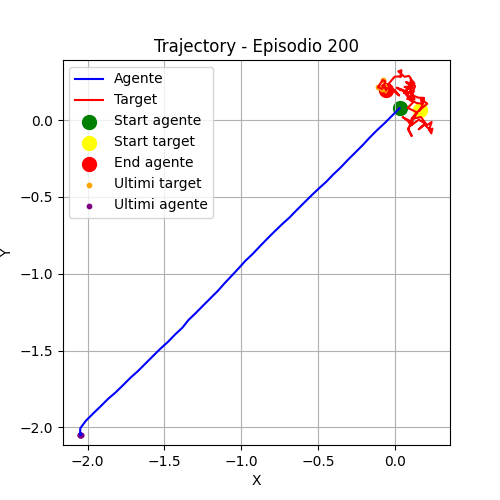 Trajectory - Episodio 200
Agente
Target
Start agente
Start target
End agente
Ultimi target
Ultimi agente
0.0
−0.5
−1.0
−1.5
−2.0
Y
−2.0 −1.5 −1.0 −0.5 0.0
X